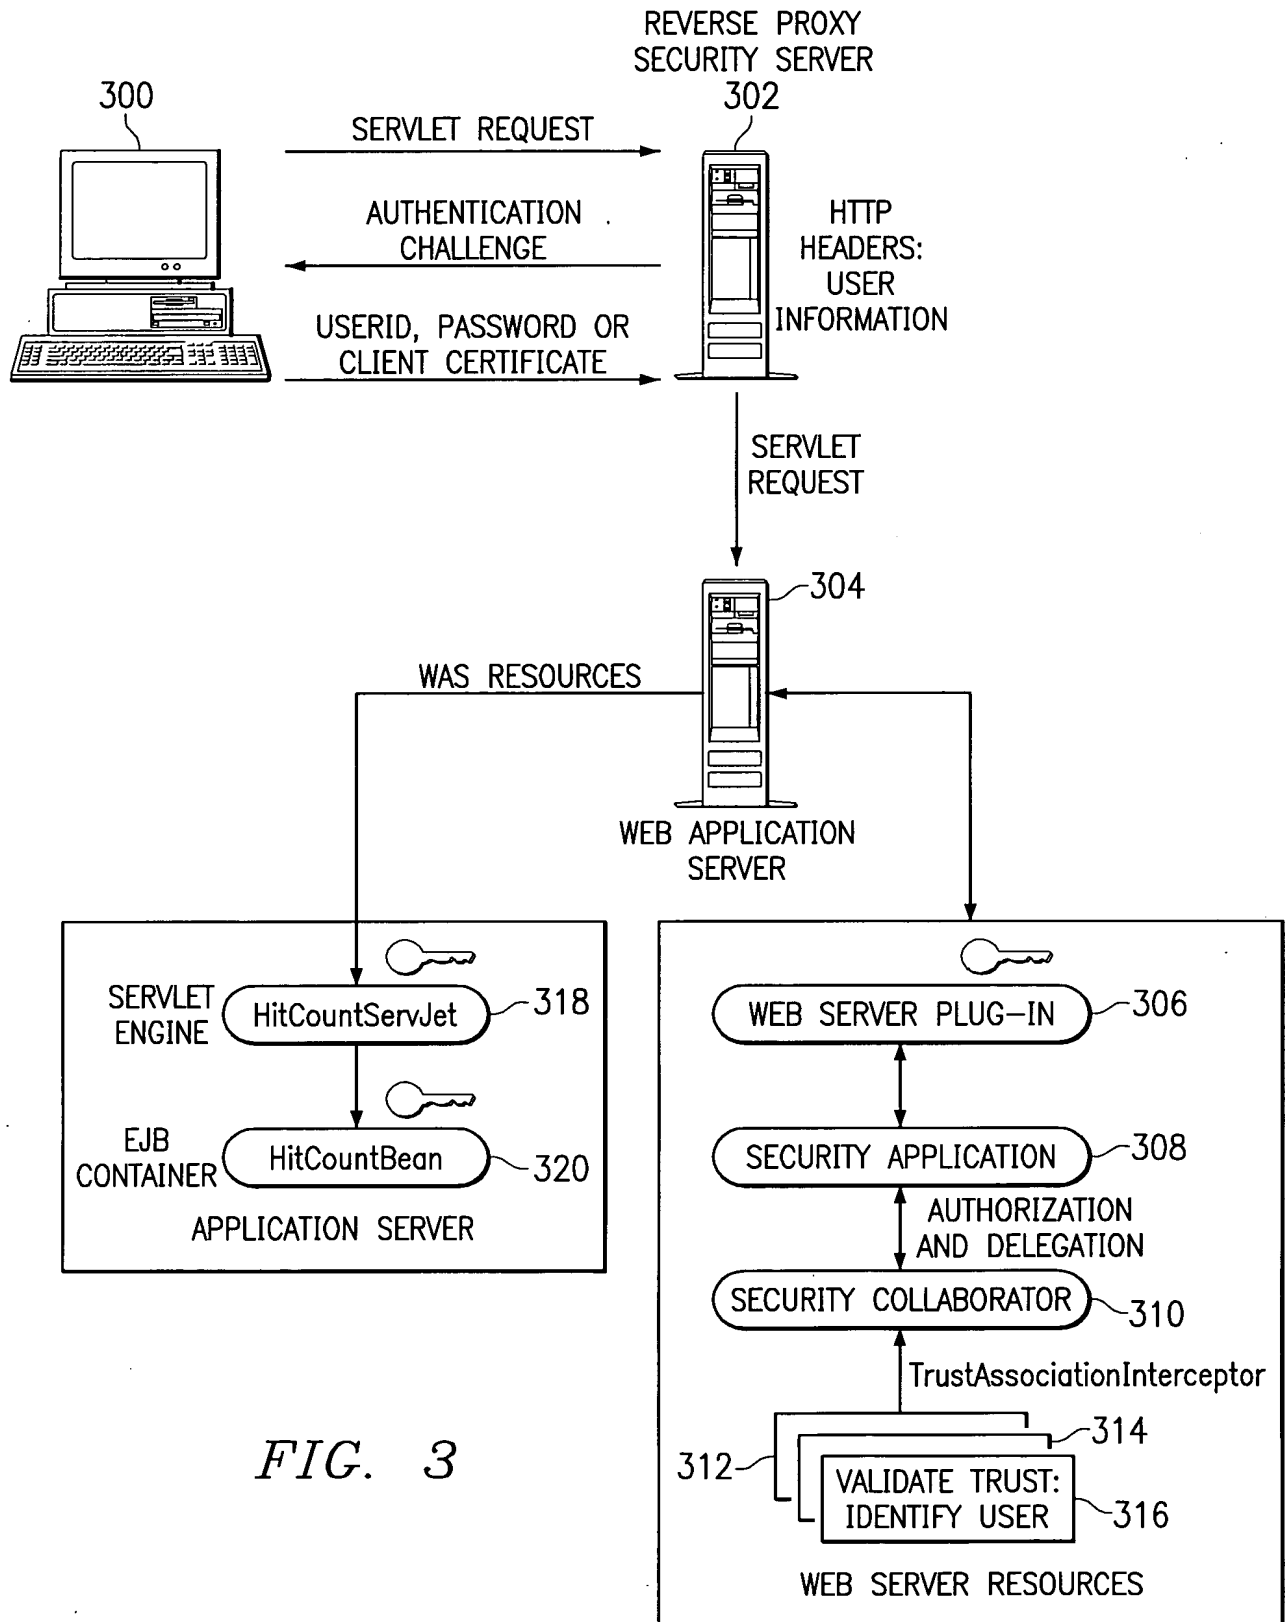 REVERSE PROXY
SECURITY SERVER
300
302
SERVLET REQUEST
AUTHENTICATION
CHALLENGE
HTTP
HEADERS:
USER
INFORMATION
USERID, PASSWORD OR
CLIENT CERTIFICATE
SERVLET
REQUEST
304
WAS RESOURCES
WEB APPLICATION
SERVER
SERVLET
ENGINE
HitCountServJet
318
EJB
CONTAINER
HitCountBean
320
APPLICATION SERVER
WEB SERVER PLUG-IN
306
SECURITY APPLICATION
308
AUTHORIZATION
AND DELEGATION
SECURITY COLLABORATOR
310
TrustAssociationInterceptor
312
314
VALIDATE TRUST:
IDENTIFY USER
316
WEB SERVER RESOURCES
FIG. 3